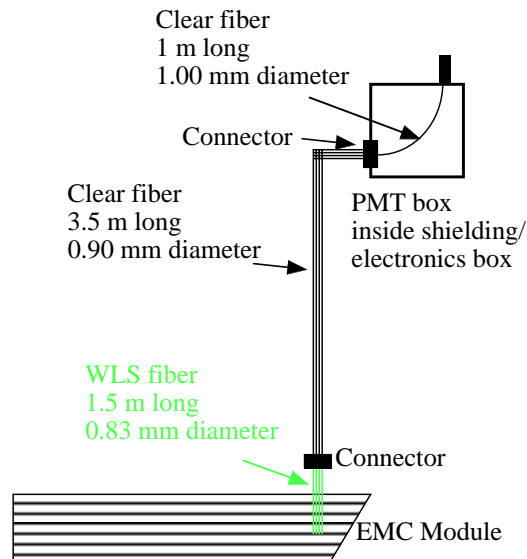 Clear fiber
1 m long
1.00 mm diameter
Connector
Clear fiber
3.5 m long
0.90 mm diameter
PMT box
inside shielding/
electronics box
WLS fiber
1.5 m long
0.83 mm diameter
Connector
EMC Module